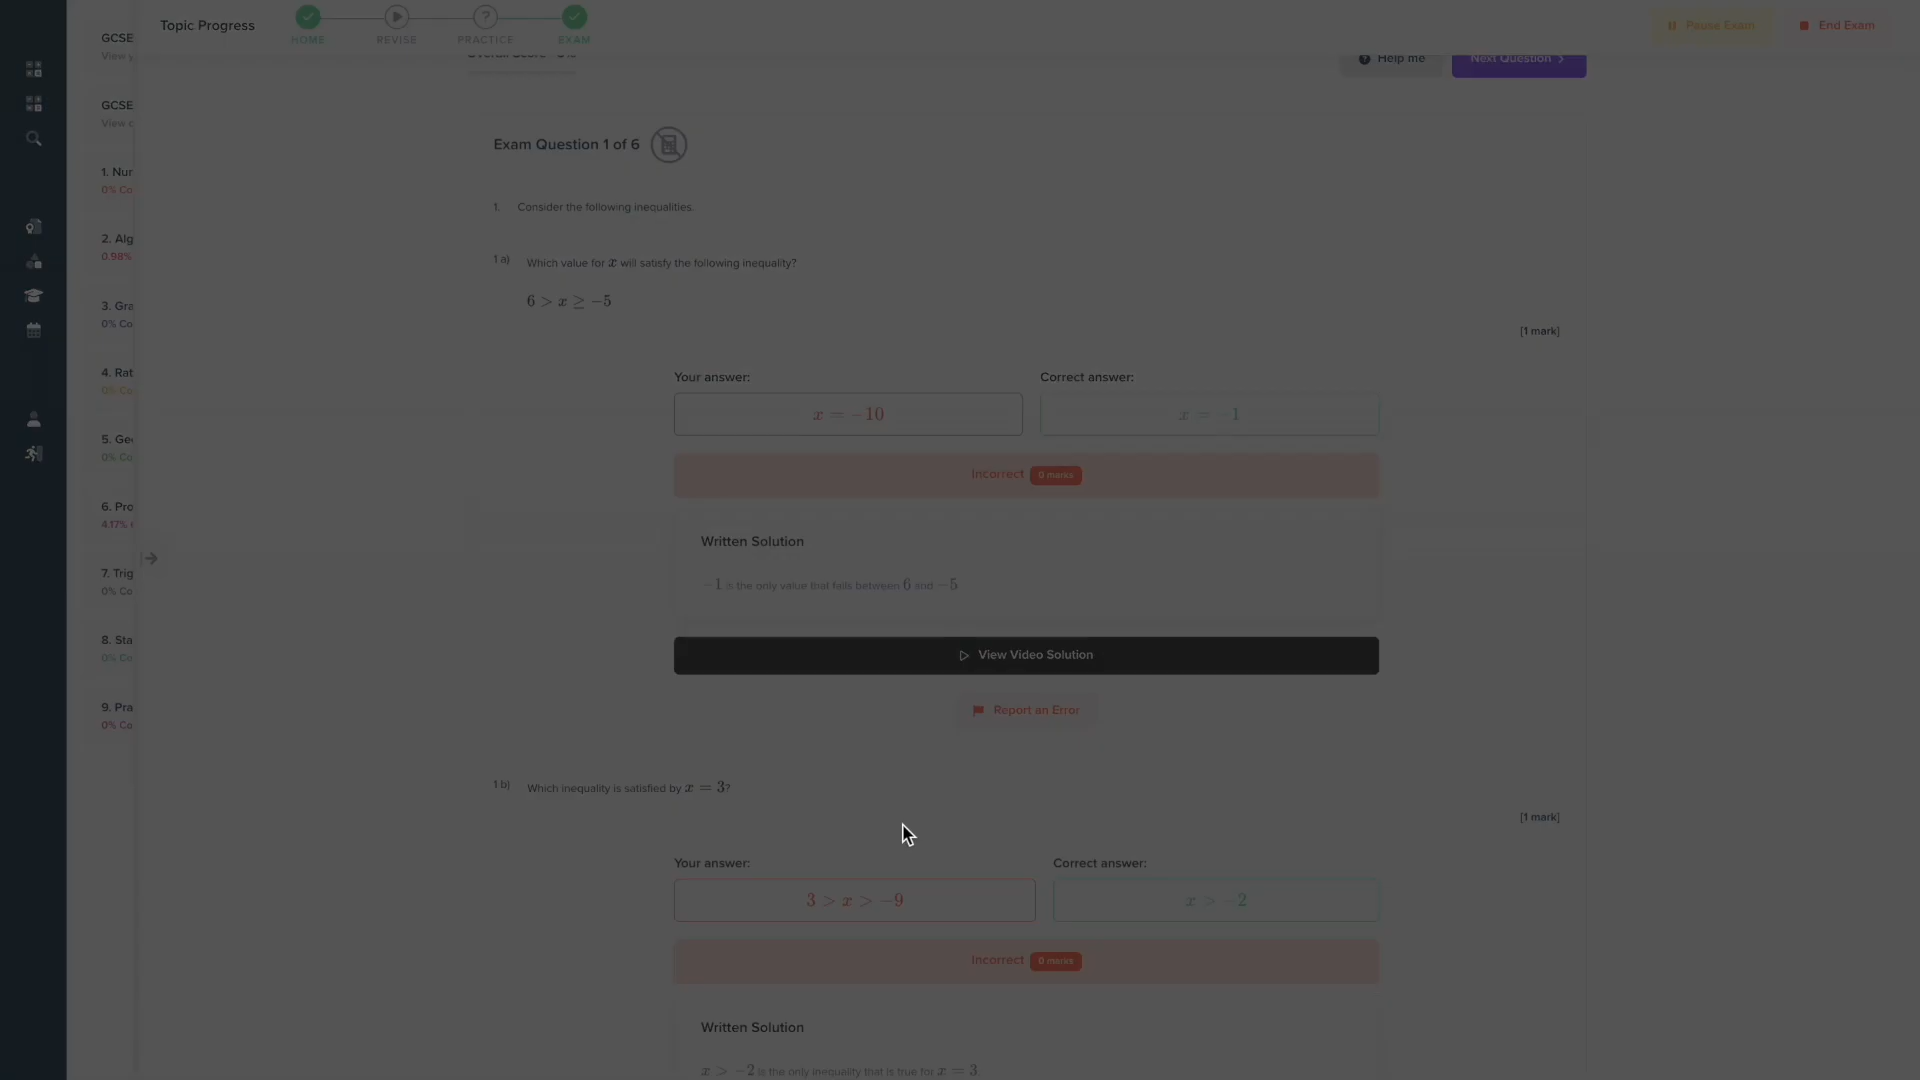 Topic Progress
HOME
REVISE
PRACTICE
EXAM
Pause Exam
End Exam
Help me
Next Question
GCSE
View
GCSE
View
1. Nur
0% Co
2. Alg
0.98%
3. Gra
0% Co
4. Rat
0% Co
5. Geo
0% Co
6. Pro
4.17%
7. Trig
0% Co
8. Sta
0% Co
9. Pra
0% Co
Exam Question 1 of 6
1. Consider the following inequalities.
1 a) Which value for x will satisfy the following inequality?
6 > x ≥ −5
[1 mark]
Your answer:
Correct answer:
x = −10
x = −1
Incorrect 0 marks
Written Solution
−1 is the only value that falls between 6 and −5
View Video Solution
Report an Error
1 b) Which inequality is satisfied by x = 3?
[1 mark]
Your answer:
Correct answer:
3 > x > −9
x > −2
Incorrect 0 marks
Written Solution
x > −2 is the only inequality that is true for x = 3